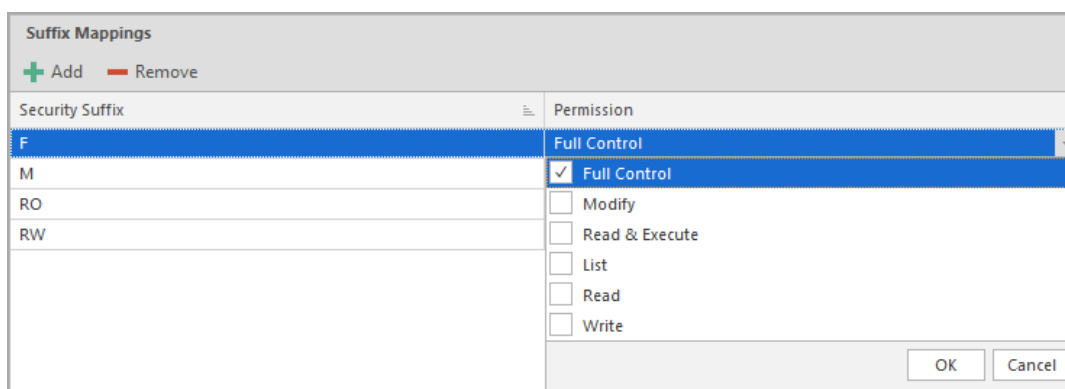 Suffix Mappings
Add Remove
Security Suffix Permission
F Full Control
M Full Control
RO Modify
RW Read & Execute
List
Read
Write
OK Cancel